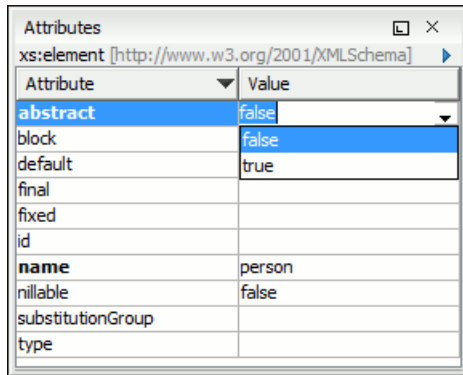 Attributes
xs:element [http://www.w3.org/2001/XMLSchema]
Attribute Value
abstract false
block false
default true
final
fixed
id
name person
nillable false
substitutionGroup
type